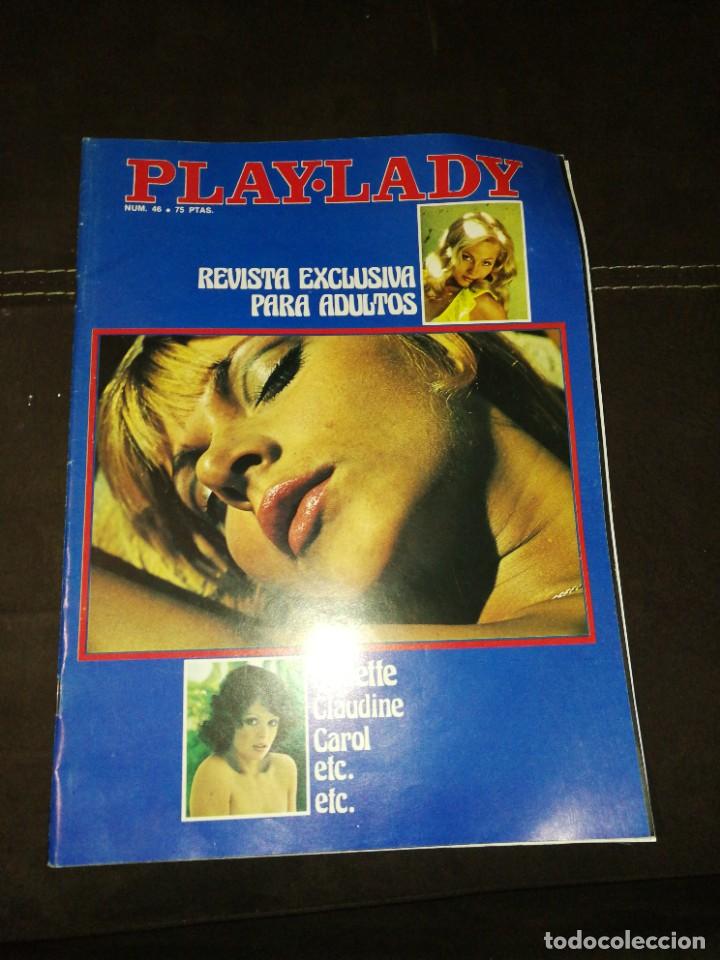 PLAY·LADY
NUM. 46 • 75 PTAS.
REVISTA EXCLUSIVA
PARA ADULTOS
Claudine
Carol
etc.
etc.
todocoleccion